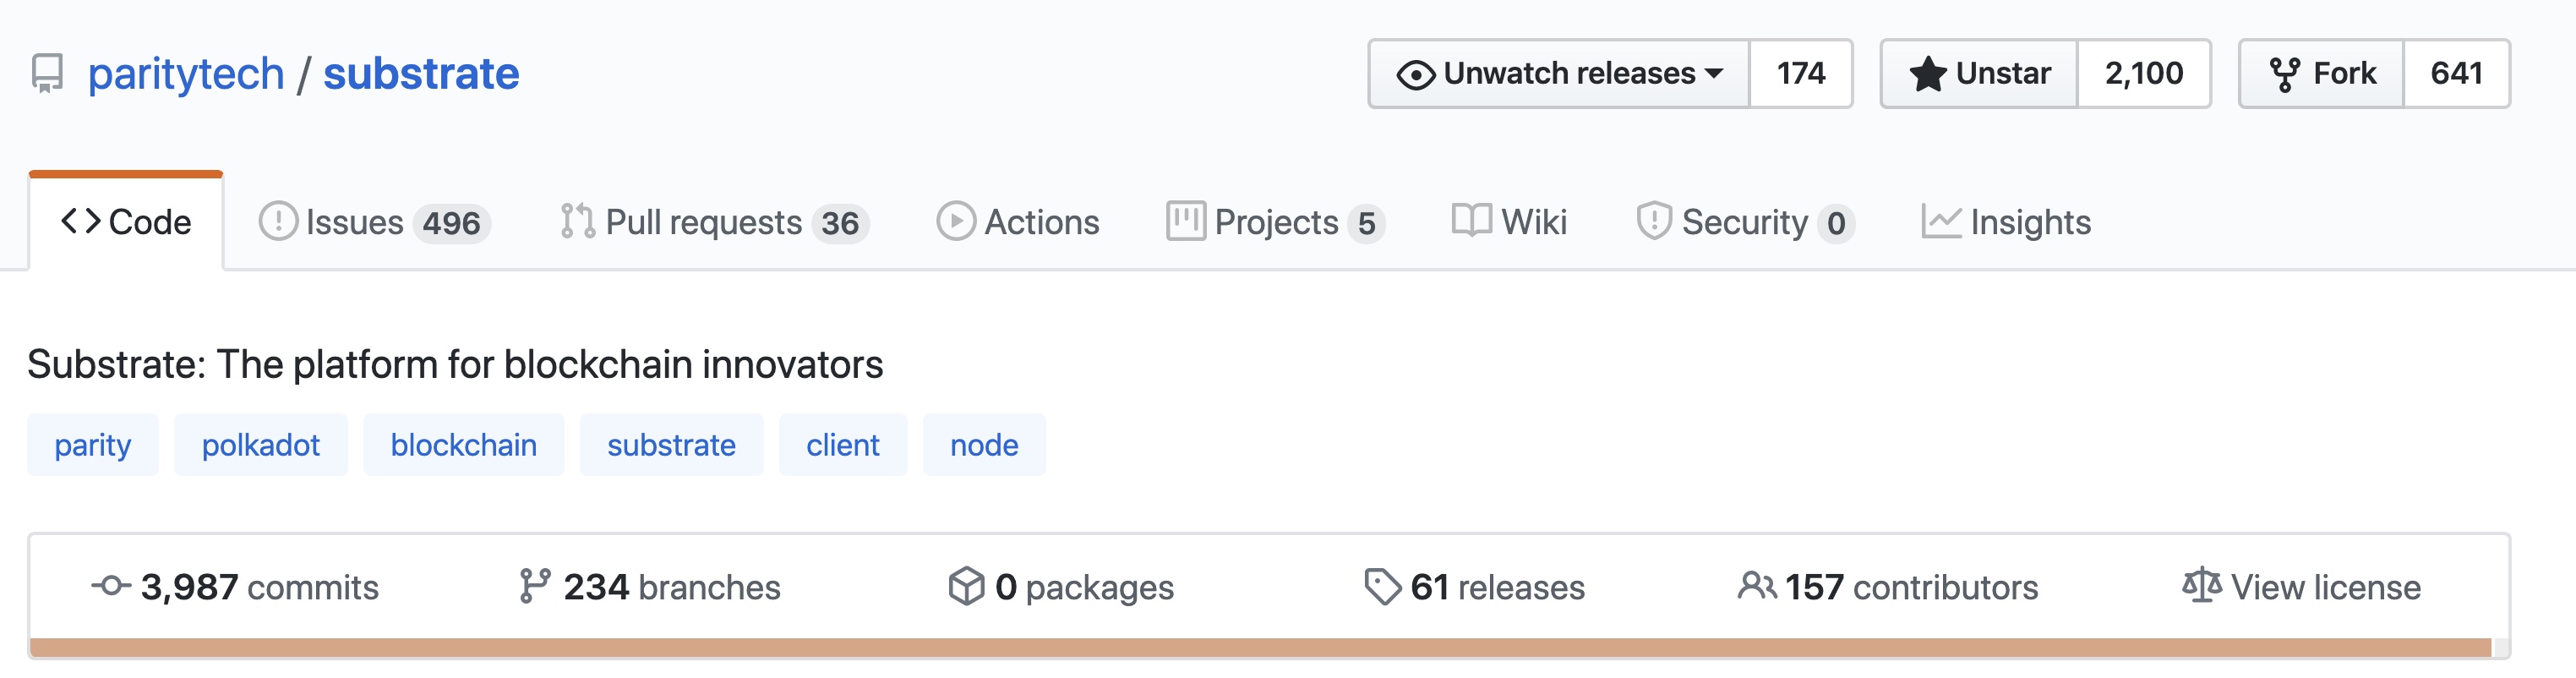 paritytech / substrate
Unwatch releases 174 Unstar 2,100 Fork 641
Code Issues 496 Pull requests 36 Actions Projects 5 Wiki Security 0 Insights
Substrate: The platform for blockchain innovators
parity polkadot blockchain substrate client node
3,987 commits 234 branches 0 packages 61 releases 157 contributors View license